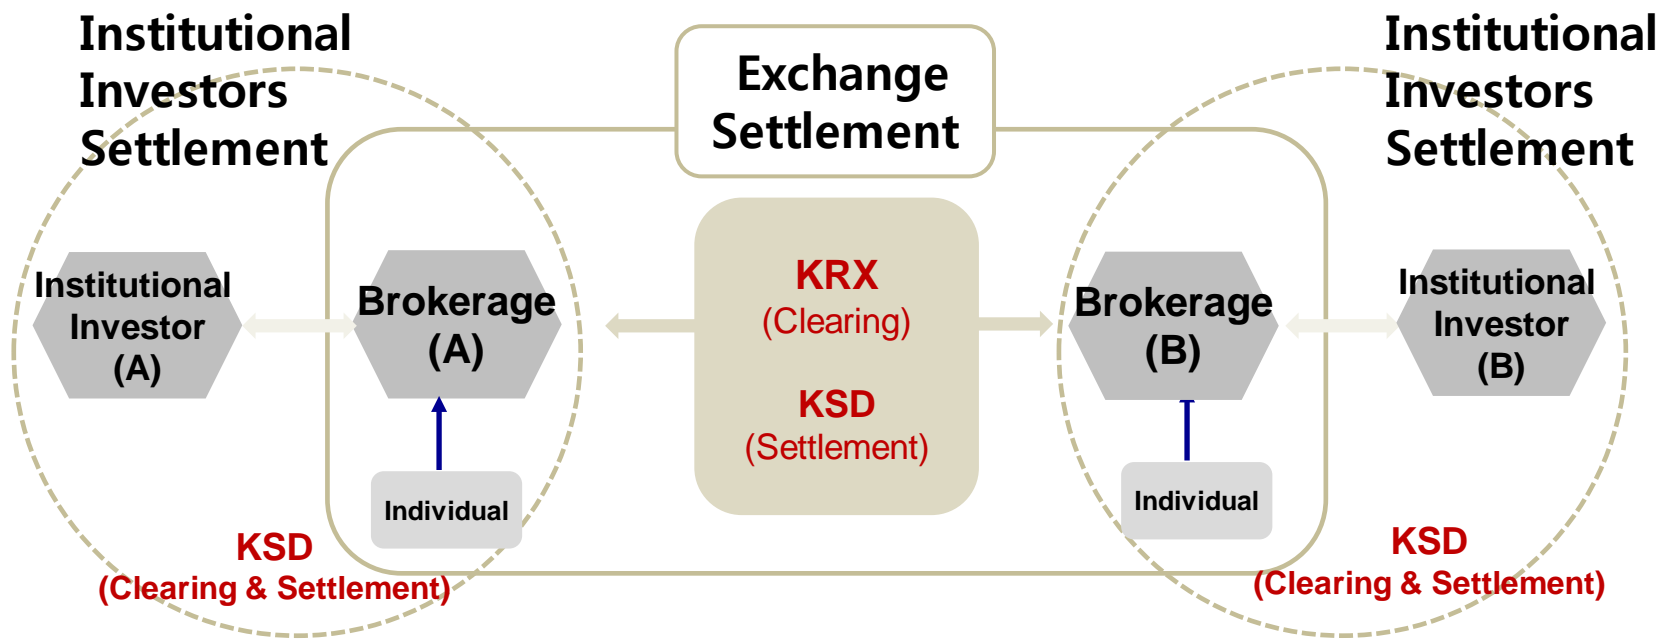 Institutional
Investors
Settlement
Exchange
Settlement
Institutional
Investors
Settlement
Institutional
Investor
(A)
Brokerage
(A)
KRX
(Clearing)
KSD
(Settlement)
Brokerage
(B)
Institutional
Investor
(B)
Individual
Individual
KSD
(Clearing & Settlement)
KSD
(Clearing & Settlement)